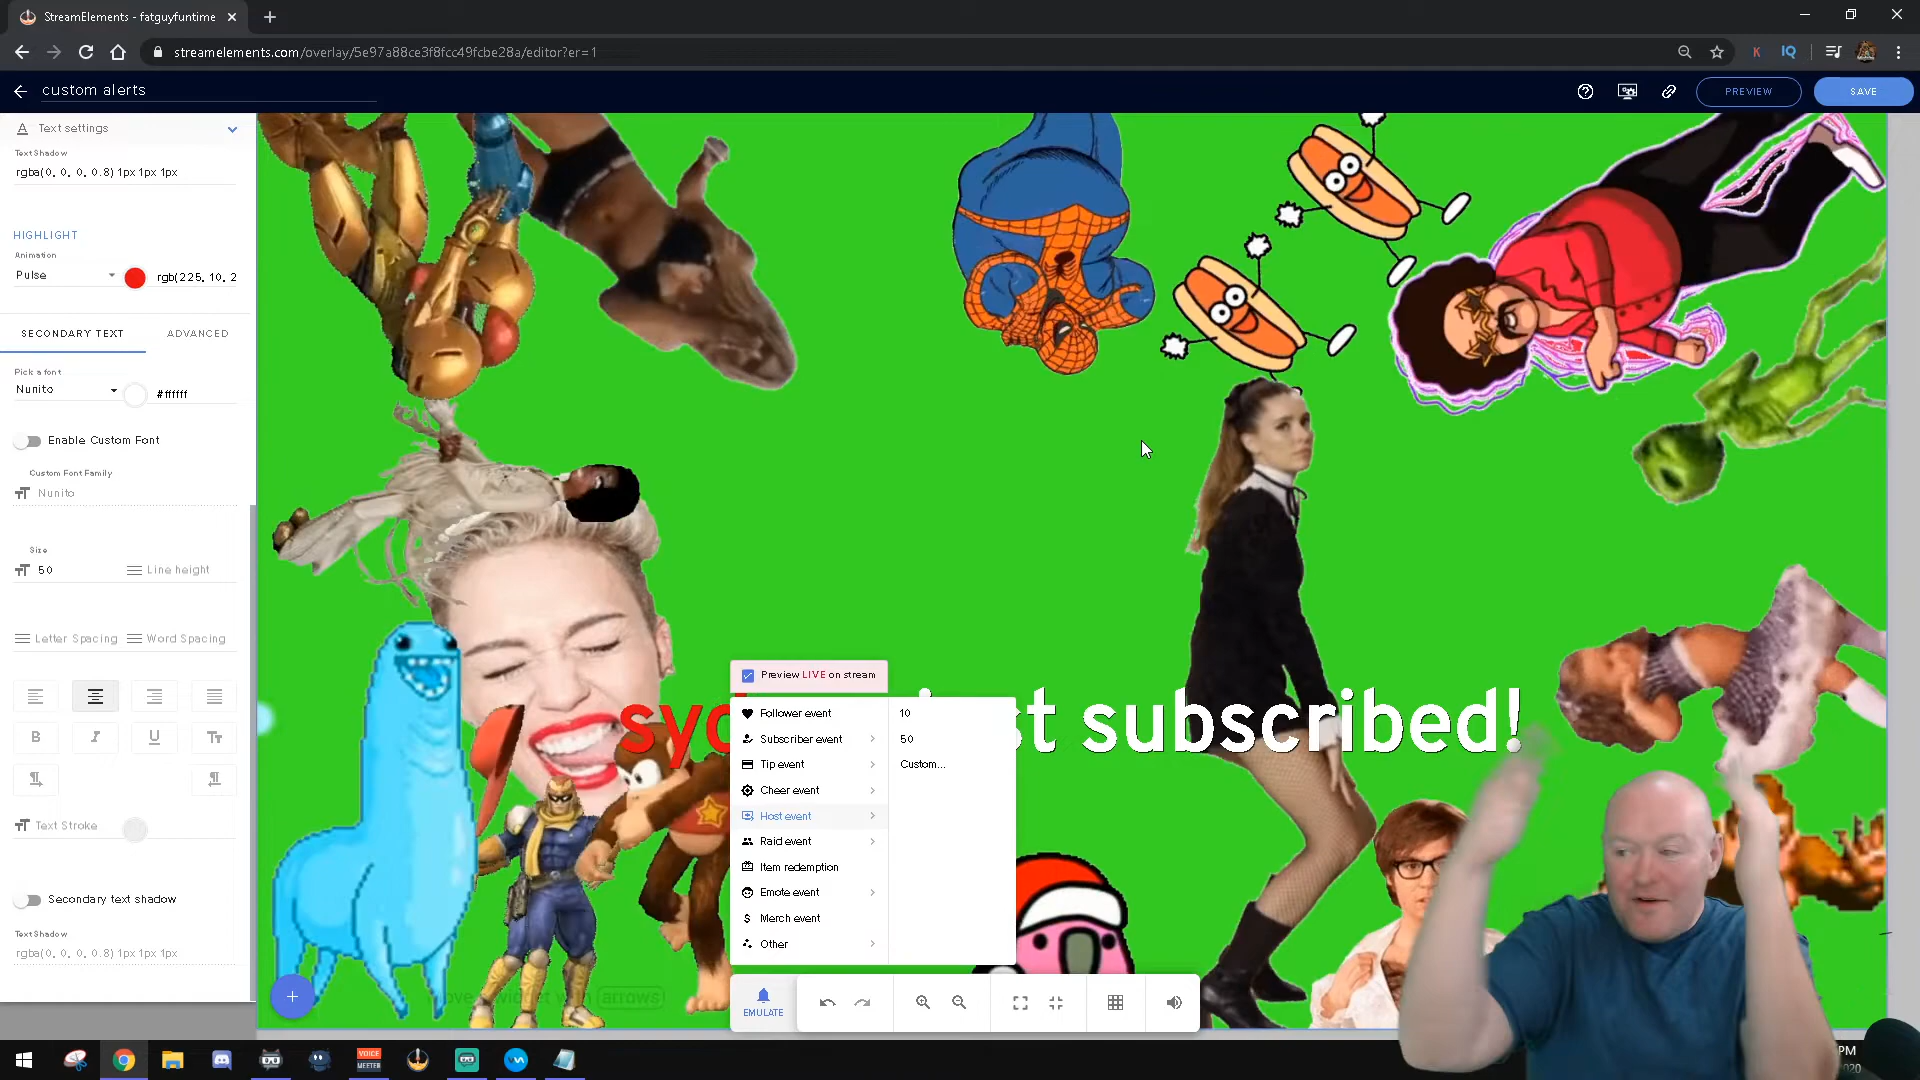 StreamElements - fatguyfuntime
streamelements.com/overlay/5e97a88ce3f8fcc49fcbe28a/editor?er=1
K
IQ
custom alerts
PREVIEW
SAVE
Text settings
Text Shadow
rgba(0, 0, 0, 0.8) 1px 1px 1px
HIGHLIGHT
Animation
Pulse
rgb(225, 10, 2
SECONDARY TEXT
ADVANCED
Pick a font
Nunito
#ffffff
Enable Custom Font
Custom Font Family
Nunito
Size
50
Line height
Letter Spacing
Word Spacing
B
I
U
Text Stroke
Secondary text shadow
Text Shadow
rgba(0, 0, 0, 0.8) 1px 1px 1px
Preview LIVE on stream
Follower event
10
Subscriber event
50
subscribed!
Tip event
Custom...
Cheer event
Host event
Raid event
Item redemption
Emote event
Merch event
Other
arrows
EMULATE
VOICE
MEETER
PM